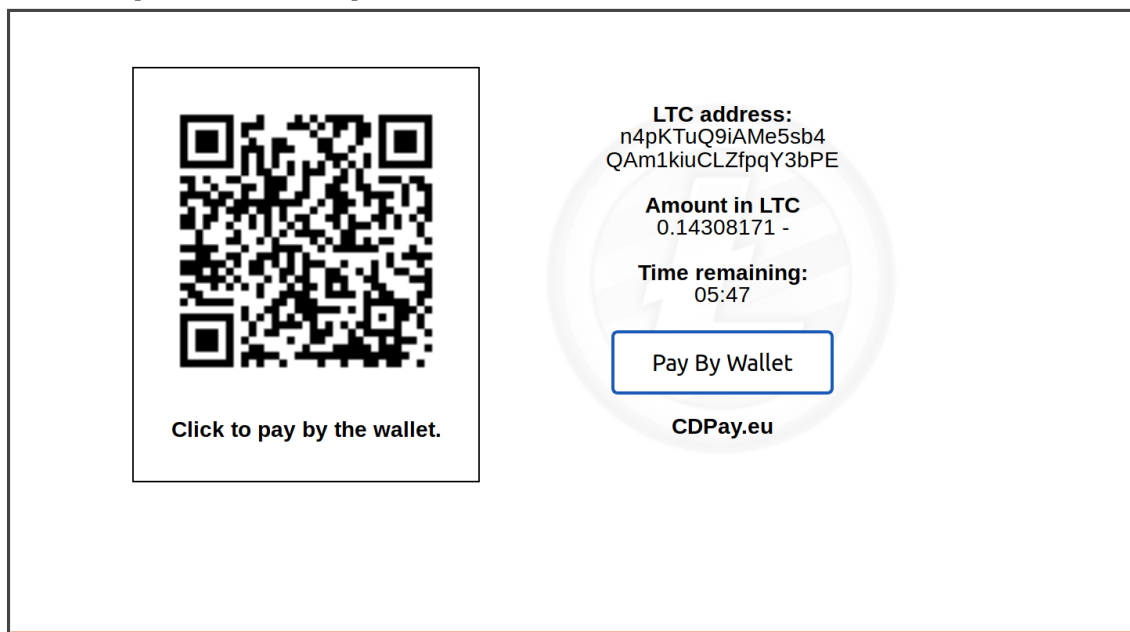 Click to pay by the wallet.
LTC address:
n4pKTuQ9iAMe5sb4
QAm1kiuCLZfpqY3bPE
Amount in LTC
0.14308171 -
Time remaining:
05:47
Pay By Wallet
CDPay.eu